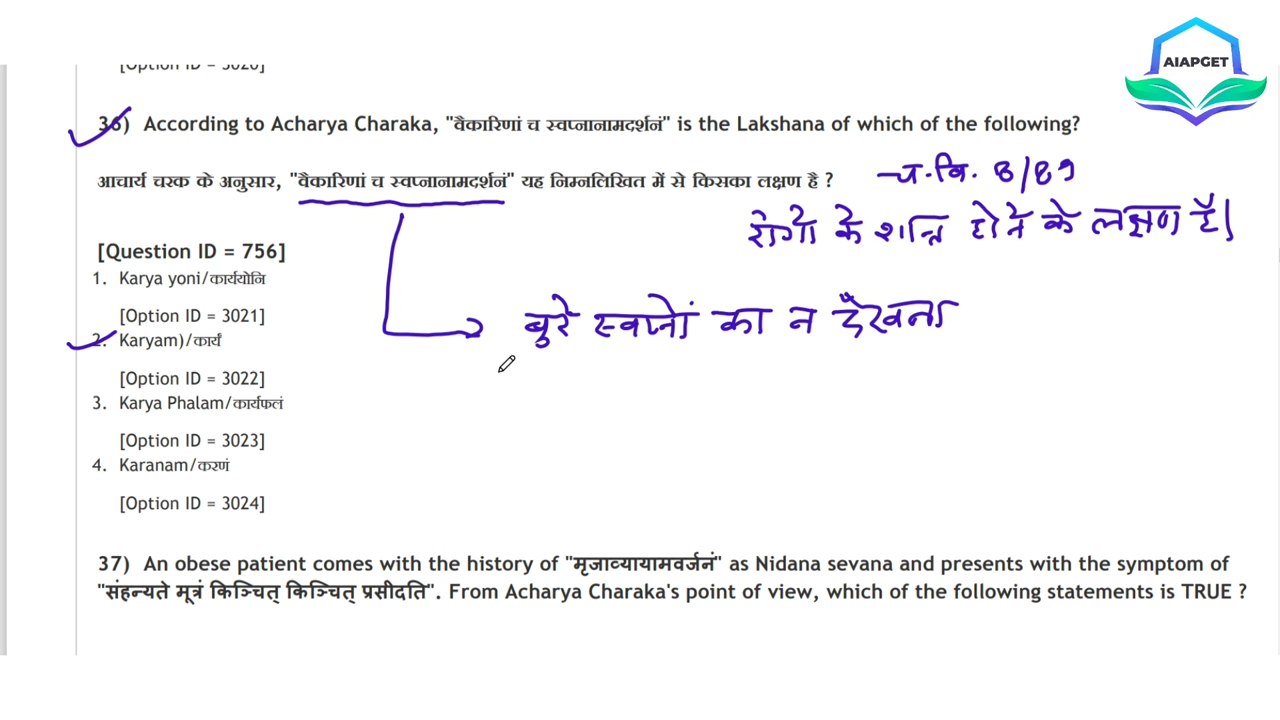 [Option ID = 3020]
AIAPGET
36) According to Acharya Charaka, "वैकारिणां च स्वप्नानामदर्शनं" is the Lakshana of which of the following?
आचार्य चरक के अनुसार, "वैकारिणां च स्वप्नानामदर्शनं" यह निम्नलिखित में से किसका लक्षण है ?
च.वि. 8/89
रोगों के शान्ति होने के लक्षण हैं।
[Question ID = 756]
1. Karya yoni/कार्ययोनि
[Option ID = 3021]
बुरे स्वप्नों का न देखना
2. Karyam)/कार्यं
[Option ID = 3022]
3. Karya Phalam/कार्यफलं
[Option ID = 3023]
4. Karanam/करणं
[Option ID = 3024]
37) An obese patient comes with the history of "मृजाव्यायामवर्जनं" as Nidana sevana and presents with the symptom of
"संहन्यते मूत्रं किञ्चित् किञ्चित् प्रसीदति". From Acharya Charaka's point of view, which of the following statements is TRUE ?